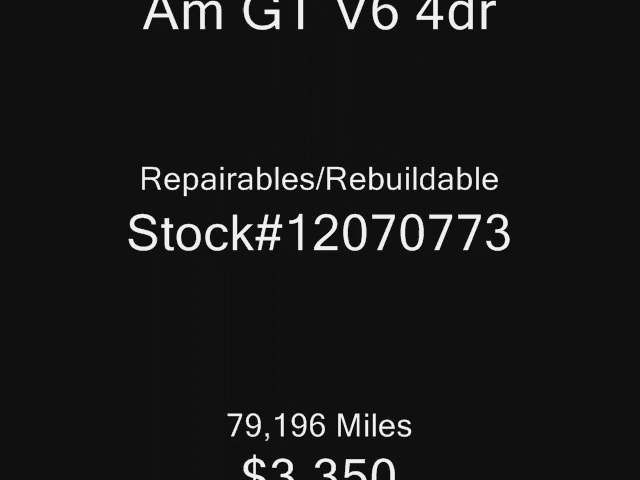 Am GT V6 4dr
Repairables/Rebuildable
Stock#12070773
79,196 Miles
$3,350